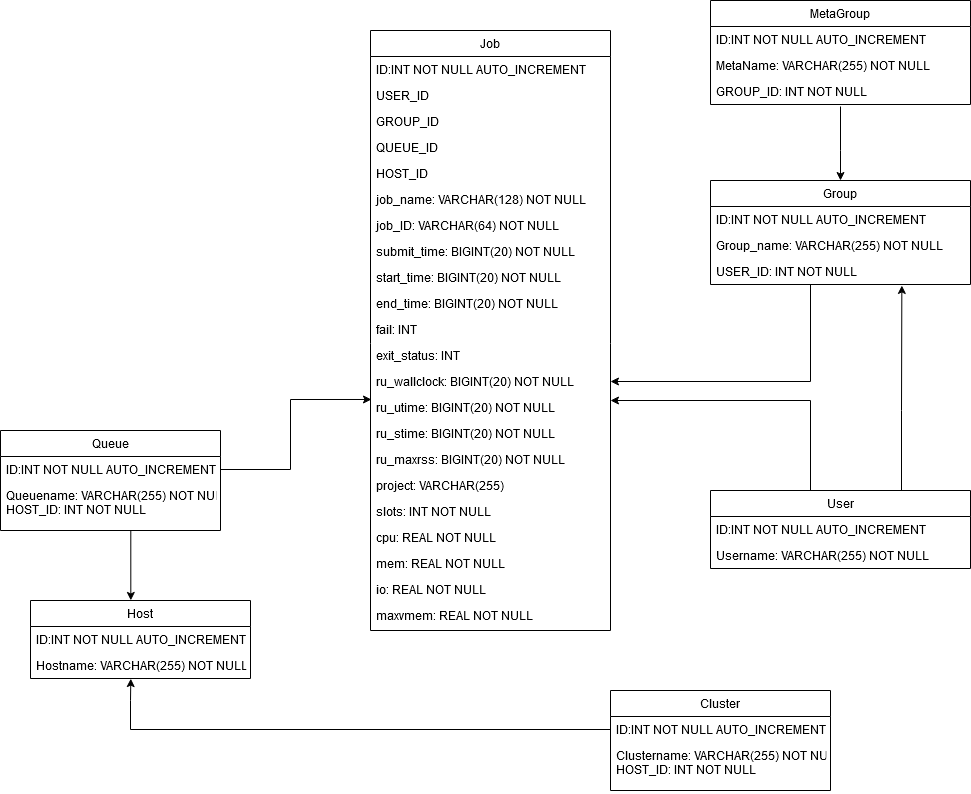 MetaGroup
ID:INT NOT NULL AUTO_INCREMENT
MetaName: VARCHAR(255) NOT NULL
GROUP_ID: INT NOT NULL
Job
ID:INT NOT NULL AUTO_INCREMENT
USER_ID
GROUP_ID
QUEUE_ID
HOST_ID
job_name: VARCHAR(128) NOT NULL
job_ID: VARCHAR(64) NOT NULL
submit_time: BIGINT(20) NOT NULL
start_time: BIGINT(20) NOT NULL
end_time: BIGINT(20) NOT NULL
fail: INT
exit_status: INT
ru_wallclock: BIGINT(20) NOT NULL
ru_utime: BIGINT(20) NOT NULL
ru_stime: BIGINT(20) NOT NULL
ru_maxrss: BIGINT(20) NOT NULL
project: VARCHAR(255)
slots: INT NOT NULL
cpu: REAL NOT NULL
mem: REAL NOT NULL
io: REAL NOT NULL
maxvmem: REAL NOT NULL
Group
ID:INT NOT NULL AUTO_INCREMENT
Group_name: VARCHAR(255) NOT NULL
USER_ID: INT NOT NULL
Queue
ID:INT NOT NULL AUTO_INCREMENT
Queuename: VARCHAR(255) NOT NU
HOST_ID: INT NOT NULL
User
ID:INT NOT NULL AUTO_INCREMENT
Username: VARCHAR(255) NOT NULL
Host
ID:INT NOT NULL AUTO_INCREMENT
Hostname: VARCHAR(255) NOT NULL
Cluster
ID:INT NOT NULL AUTO_INCREMENT
Clustername: VARCHAR(255) NOT NU
HOST_ID: INT NOT NULL